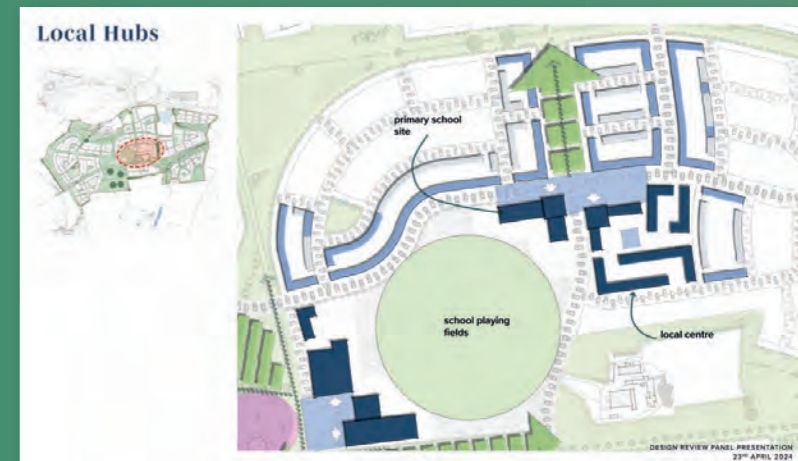 Local Hubs
primary school
site
school playing
fields
local centre
DESIGN REVIEW PANEL PRESENTATION
23RD APRIL 2024